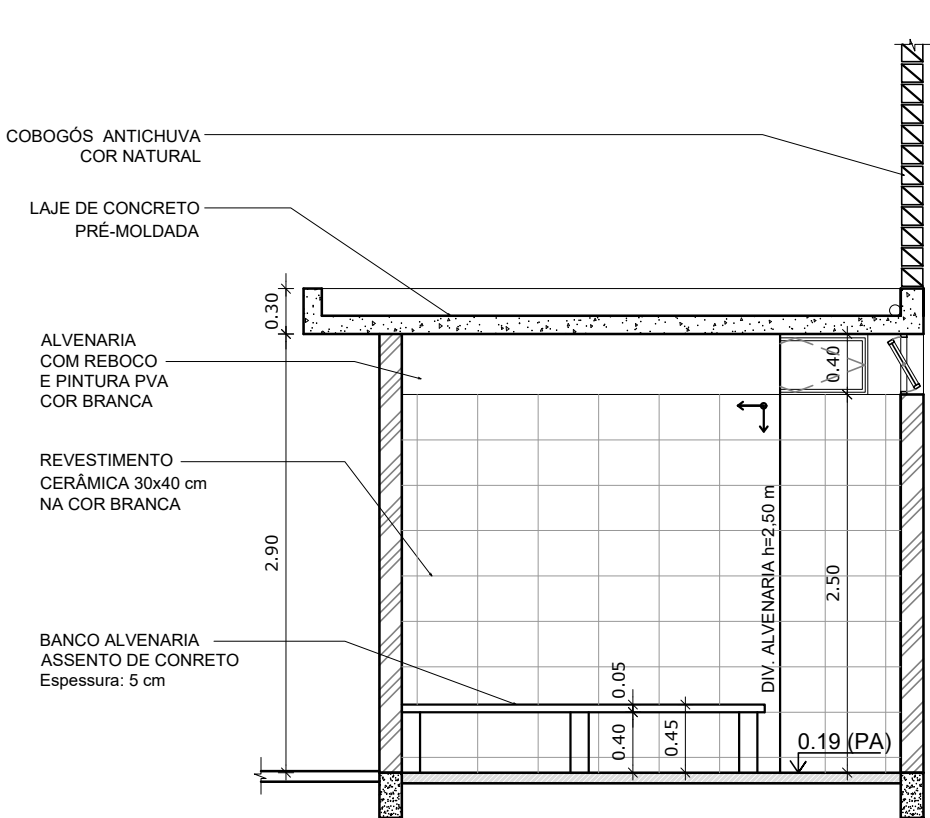 COBOGÓS ANTICHUVA
COR NATURAL
LAJE DE CONCRETO
PRÉ-MOLDADA
0.30
ALVENARIA
COM REBOCO
E PINTURA PVA
COR BRANCA
0.40
REVESTIMENTO
CERÂMICA 30x40 cm
NA COR BRANCA
2.90
DIV. ALVENARIA h=2,50 m
2.50
BANCO ALVENARIA
ASSENTO DE CONRETO
Espessura: 5 cm
0.05
0.40
0.45
0.19 (PA)